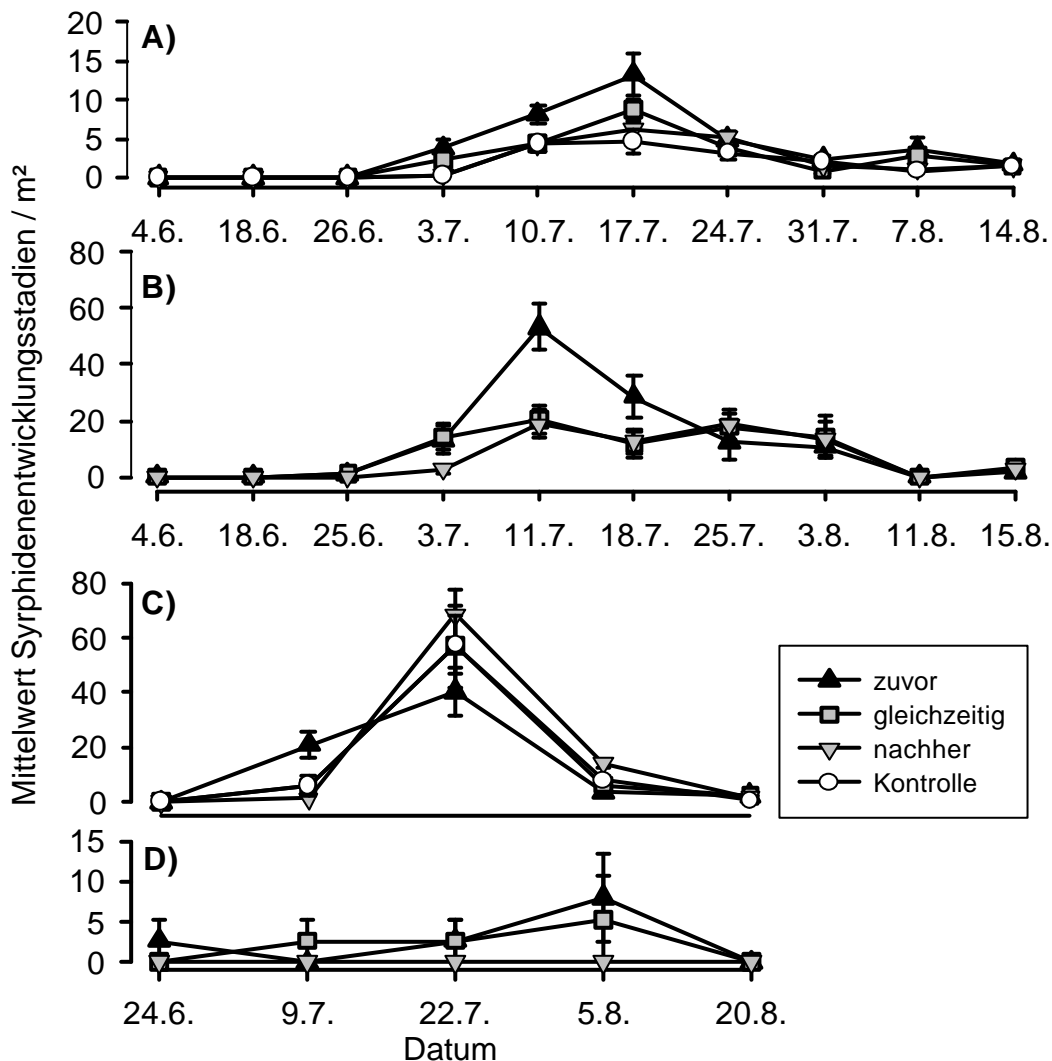 Mittelwert Syrphidenentwicklungsstadien / m²
A)
20
15
10
5
0
4.6. 18.6. 26.6. 3.7. 10.7. 17.7. 24.7. 31.7. 7.8. 14.8.
B)
80
60
40
20
0
4.6. 18.6. 25.6. 3.7. 11.7. 18.7. 25.7. 3.8. 11.8. 15.8.
C)
80
60
40
20
0
zuvor
gleichzeitig
nachher
Kontrolle
D)
15
10
5
0
24.6. 9.7. 22.7. 5.8. 20.8.
Datum